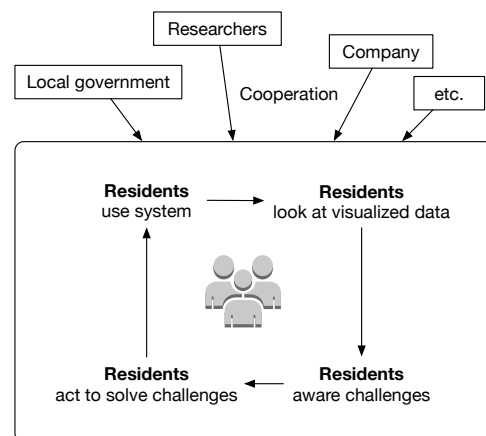 Researchers
Company
Local government
Cooperation
etc.
Residents
use system
Residents
look at visualized data
Residents
act to solve challenges
Residents
aware challenges